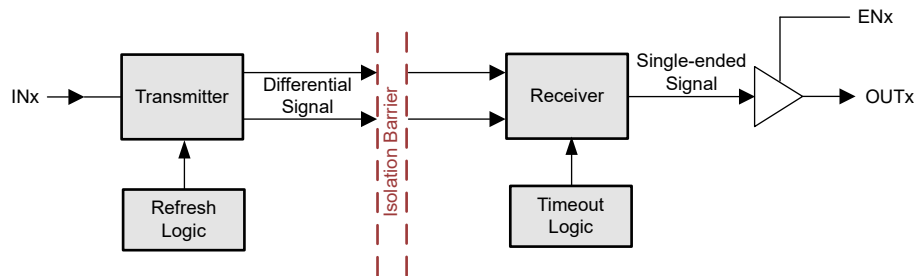 ENx
INx
Transmitter
Differential
Signal
Isolation Barrier
Receiver
Single-ended
Signal
OUTx
Refresh
Logic
Timeout
Logic